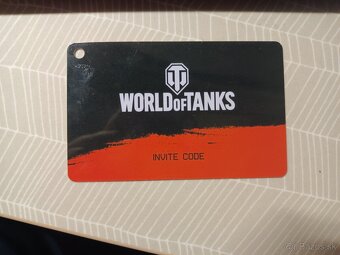 WORLD OF TANKS
INVITE CODE